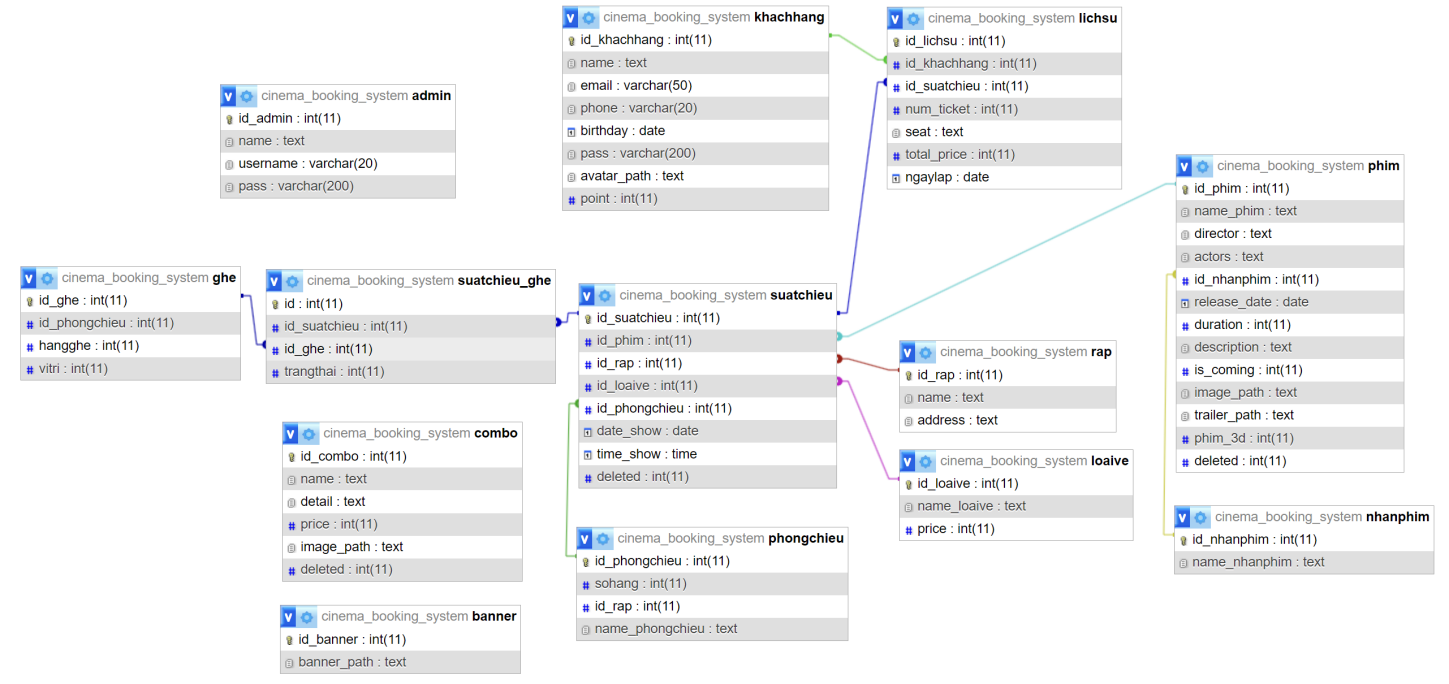 cinema_booking_system khachhang
id_khachhang : int(11)
name : text
email : varchar(50)
phone : varchar(20)
birthday : date
pass : varchar(200)
avatar_path : text
point : int(11)
cinema_booking_system lichsu
id_lichsu : int(11)
id_khachhang : int(11)
id_suatchieu : int(11)
num_ticket : int(11)
seat : text
total_price : int(11)
ngaylap : date
cinema_booking_system admin
id_admin : int(11)
name : text
username : varchar(20)
pass : varchar(200)
cinema_booking_system phim
id_phim : int(11)
name_phim : text
director : text
actors : text
id_nhanphim : int(11)
release_date : date
duration : int(11)
description : text
is_coming : int(11)
image_path : text
trailer_path : text
phim_3d : int(11)
deleted : int(11)
cinema_booking_system ghe
id_ghe : int(11)
id_phongchieu : int(11)
hangghe : int(11)
vitri : int(11)
cinema_booking_system suatchieu_ghe
id : int(11)
id_suatchieu : int(11)
id_ghe : int(11)
trangthai : int(11)
cinema_booking_system suatchieu
id_suatchieu : int(11)
id_phim : int(11)
id_rap : int(11)
id_loaive : int(11)
id_phongchieu : int(11)
date_show : date
time_show : time
deleted : int(11)
cinema_booking_system rap
id_rap : int(11)
name : text
address : text
cinema_booking_system combo
id_combo : int(11)
name : text
detail : text
price : int(11)
image_path : text
deleted : int(11)
cinema_booking_system loaive
id_loaive : int(11)
name_loaive : text
price : int(11)
cinema_booking_system nhanphim
id_nhanphim : int(11)
name_nhanphim : text
cinema_booking_system phongchieu
id_phongchieu : int(11)
sohang : int(11)
id_rap : int(11)
name_phongchieu : text
cinema_booking_system banner
id_banner : int(11)
banner_path : text